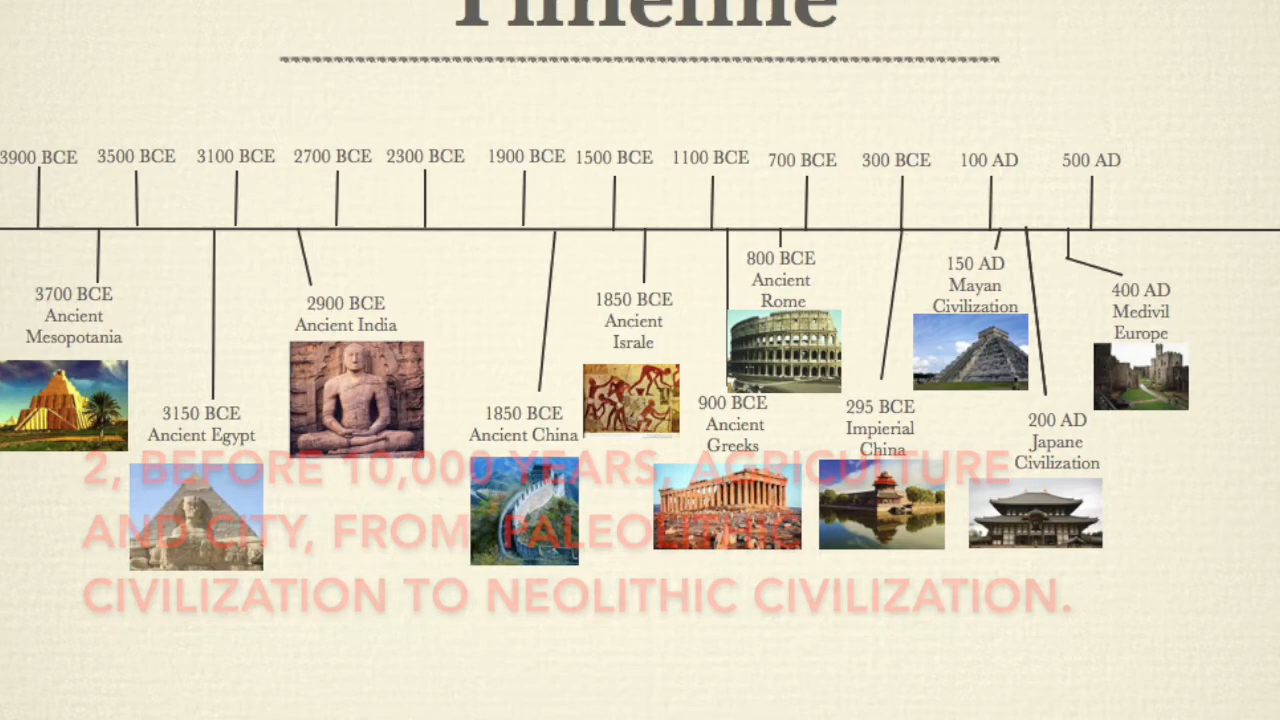 Timeline
3900 BCE 3500 BCE 3100 BCE 2700 BCE 2300 BCE 1900 BCE 1500 BCE 1100 BCE 700 BCE 300 BCE 100 AD 500 AD
3700 BCE
Ancient
Mesopotania
3150 BCE
Ancient Egypt
2900 BCE
Ancient India
1850 BCE
Ancient China
1850 BCE
Ancient
Israle
800 BCE
Ancient
Rome
900 BCE
Ancient
Greeks
295 BCE
Impierial
China
150 AD
Mayan
Civilization
200 AD
Japane
Civilization
400 AD
Medivil
Europe
2, BEFORE 10,000 YEARS, AGRICULTURE
AND CITY, FROM PALEOLITHIC
CIVILIZATION TO NEOLITHIC CIVILIZATION.